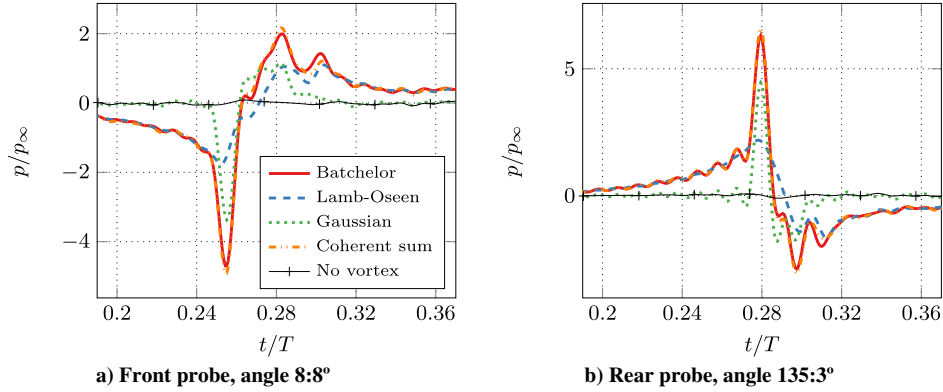 2
0
−2
−4
p/p∞
0.2
0.24
0.28
0.32
0.36
t/T
Batchelor
Lamb-Oseen
Gaussian
Coherent sum
No vortex
a) Front probe, angle 8:8º
5
0
p/p∞
0.2
0.24
0.28
0.32
0.36
t/T
b) Rear probe, angle 135:3º